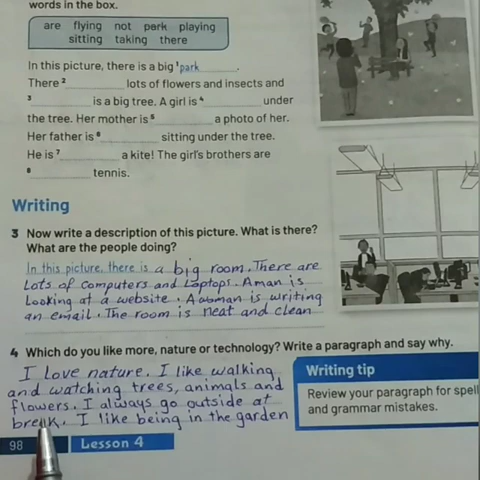 words in the box.
are flying not park playing
sitting taking there
In this picture, there is a big ¹park.
There ² lots of flowers and insects and
³ is a big tree. A girl is ⁴ under
the tree. Her mother is ⁵ a photo of her.
Her father is ⁶ sitting under the tree.
He is ⁷ a kite! The girl's brothers are
⁸ tennis.
Writing
3 Now write a description of this picture. What is there?
What are the people doing?
In this picture, there is a big room. There are
Lots of computers and Laptops. A man is
Looking at a website. A woman is writing
an email. The room is neat and clean
4 Which do you like more, nature or technology? Write a paragraph and say why.
I Love nature. I like walking
and watching trees, animals and
flowers. I always go outside at
break. I like being in the garden
Writing tip
Review your paragraph for spell
and grammar mistakes.
98 Lesson 4